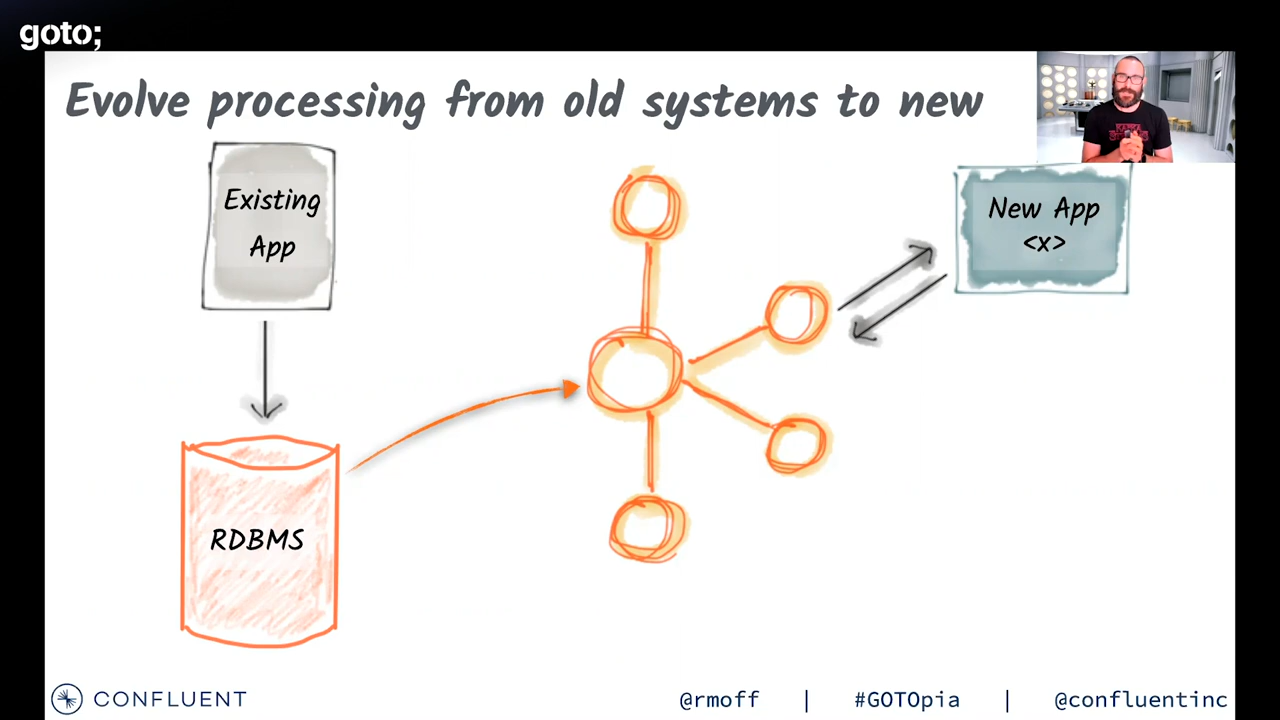 goto;
Evolve processing from old systems to new
Existing
App
New App
<x>
RDBMS
CONFLUENT
@rmoff | #GOTOpia | @confluentinc